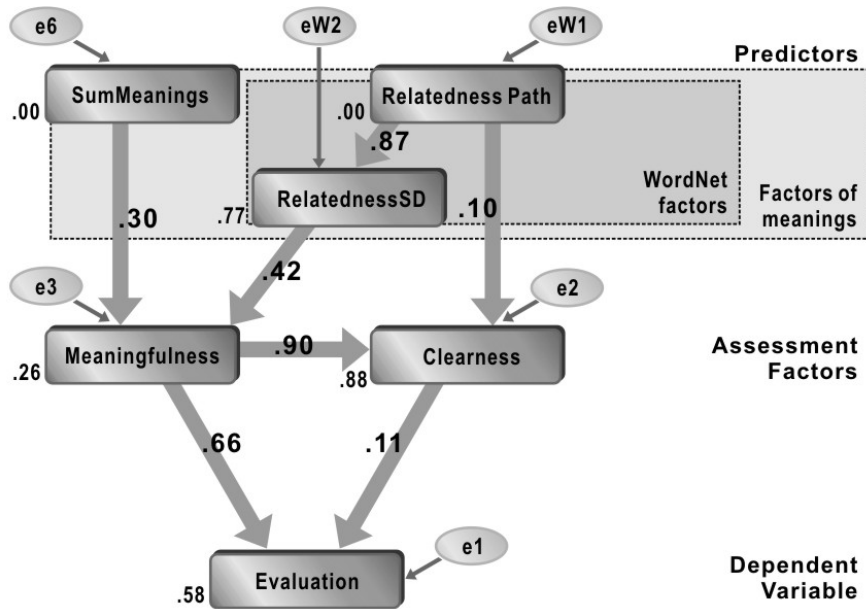 e6
eW2
eW1
Predictors
SumMeanings
Relatedness Path
.00
.00
.87
WordNet
factors
Factors of
meanings
RelatednessSD
.77
.30
.10
.42
e3
e2
Meaningfulness
.90
Clearness
Assessment
Factors
.26
.88
.66
.11
e1
Evaluation
Dependent
Variable
.58